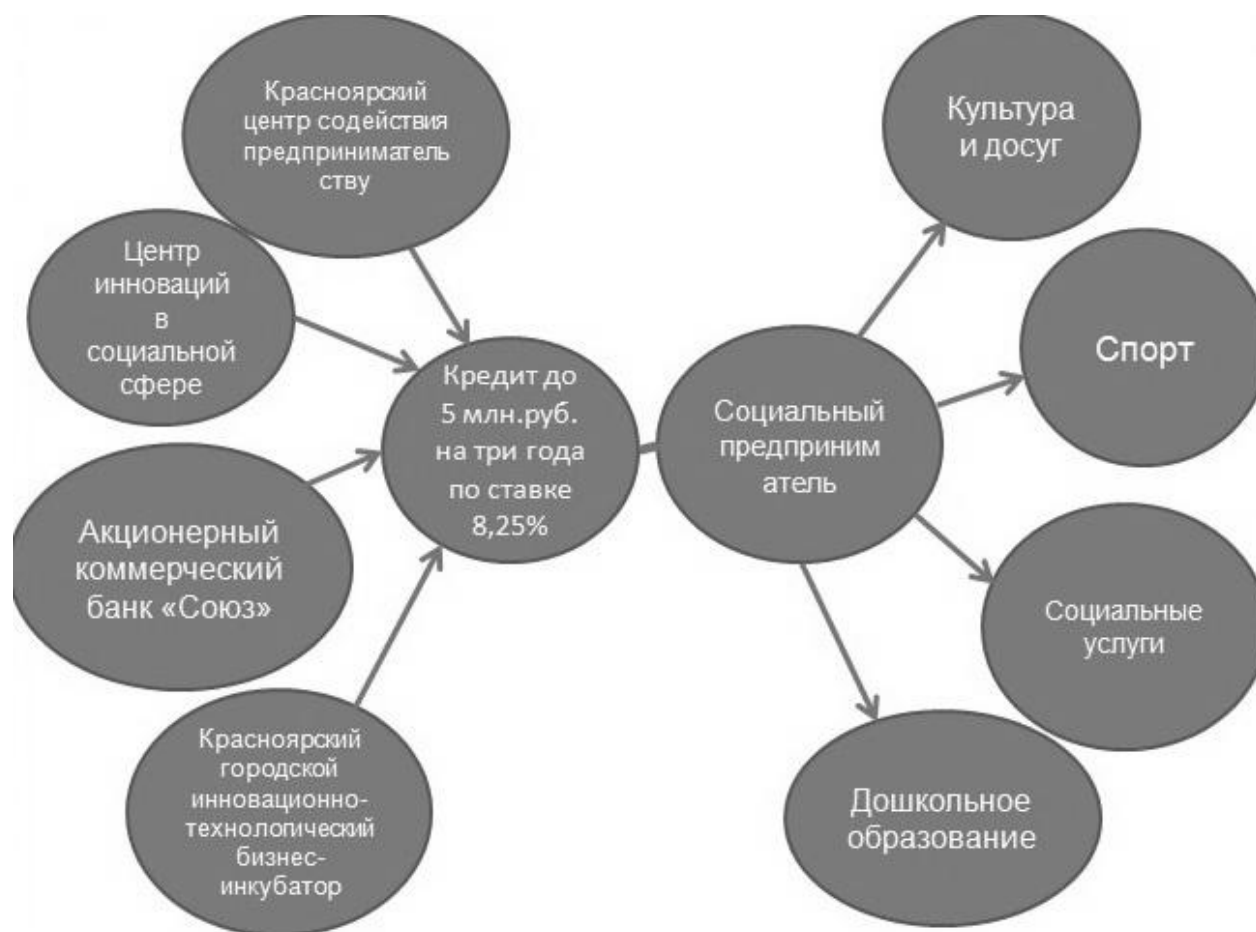 Красноярский
центр содействия
предприниматель
ству
Центр
инноваций
в
социальной
сфере
Акционерный
коммерческий
банк «Союз»
Красноярский
городской
инновационно-
технологический
бизнес-
инкубатор
Кредит до
5 млн.руб.
на три года
по ставке
8,25%
Социальный
предприним
атель
Культура
и досуг
Спорт
Социальные
услуги
Дошкольное
образование